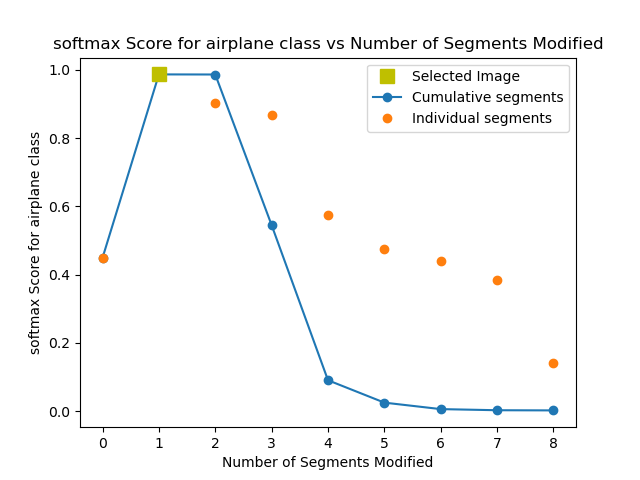 softmax Score for airplane class vs Number of Segments Modified
1.0
0.8
0.6
0.4
0.2
0.0
softmax Score for airplane class
Selected Image
Cumulative segments
Individual segments
0 1 2 3 4 5 6 7 8
Number of Segments Modified